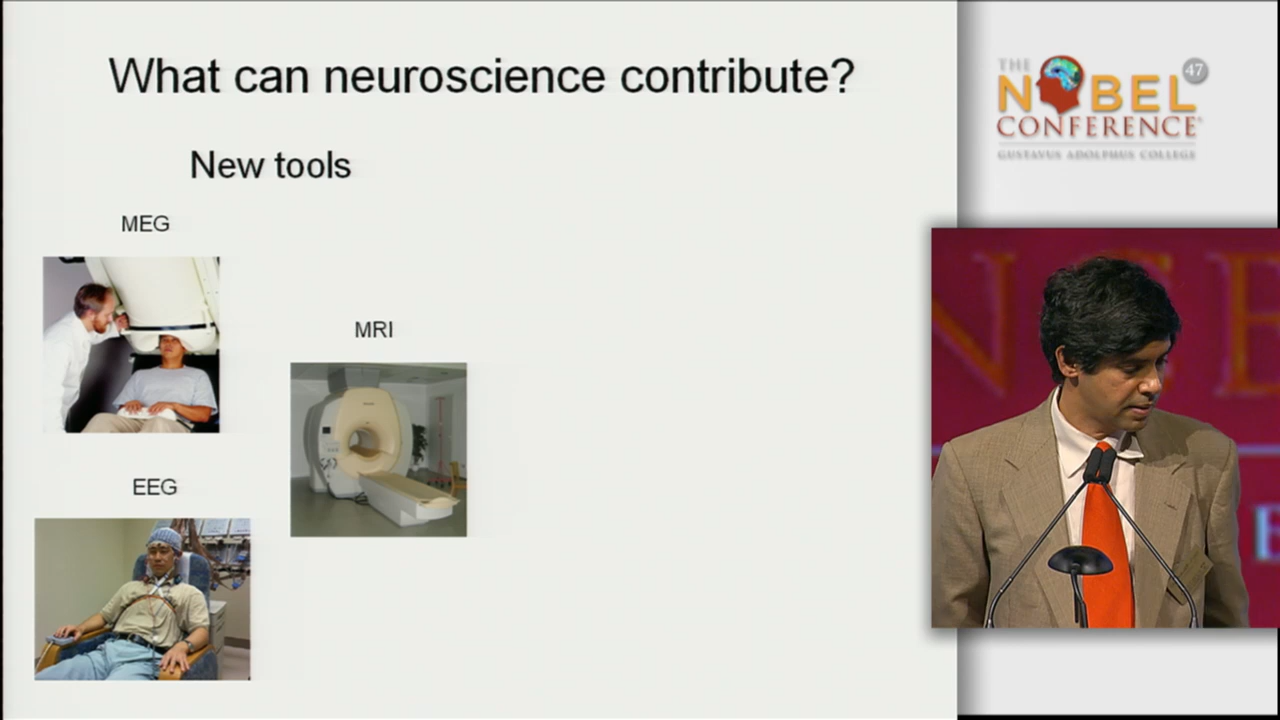 What can neuroscience contribute?
New tools
MEG
MRI
EEG
THE
NOBEL
47
CONFERENCE
GUSTAVUS ADOLPHUS COLLEGE